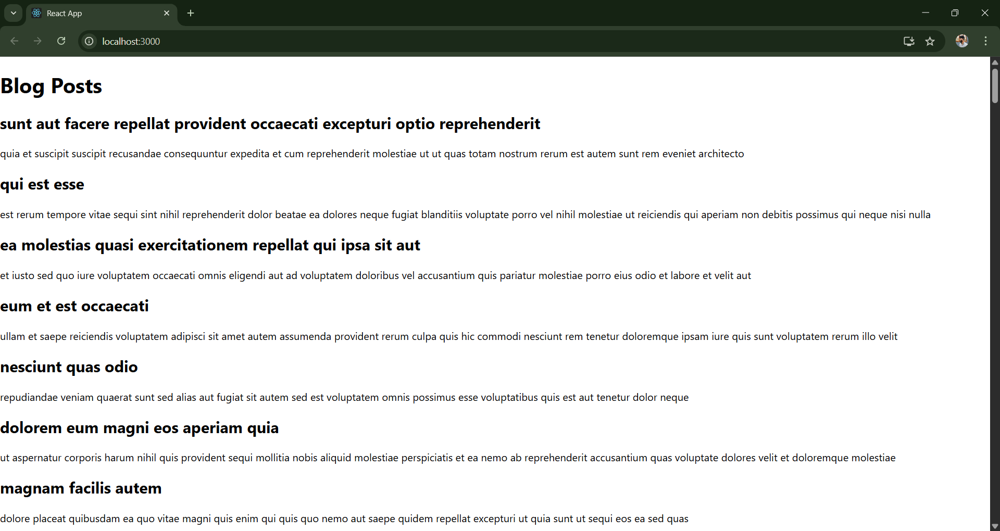 React App
localhost:3000
Blog Posts
sunt aut facere repellat provident occaecati excepturi optio reprehenderit
quia et suscipit suscipit recusandae consequuntur expedita et cum reprehenderit molestiae ut ut quas totam nostrum rerum est autem sunt rem eveniet architecto
qui est esse
est rerum tempore vitae sequi sint nihil reprehenderit dolor beatae ea dolores neque fugiat blanditiis voluptate porro vel nihil molestiae ut reiciendis qui aperiam non debitis possimus qui neque nisi nulla
ea molestias quasi exercitationem repellat qui ipsa sit aut
et iusto sed quo iure voluptatem occaecati omnis eligendi aut ad voluptatem doloribus vel accusantium quis pariatur molestiae porro eius odio et labore et velit aut
eum et est occaecati
ullam et saepe reiciendis voluptatem adipisci sit amet autem assumenda provident rerum culpa quis hic commodi nesciunt rem tenetur doloremque ipsam iure quis sunt voluptatem rerum illo velit
nesciunt quas odio
repudiandae veniam quaerat sunt sed alias aut fugiat sit autem sed est voluptatem omnis possimus esse voluptatibus quis est aut tenetur dolor neque
dolorem eum magni eos aperiam quia
ut aspernatur corporis harum nihil quis provident sequi mollitia nobis aliquid molestiae perspiciatis et ea nemo ab reprehenderit accusantium quas voluptate dolores velit et doloremque molestiae
magnam facilis autem
dolore placeat quibusdam ea quo vitae magni quis enim qui quis quo nemo aut saepe quidem repellat excepturi ut quia sunt ut sequi eos ea sed quas